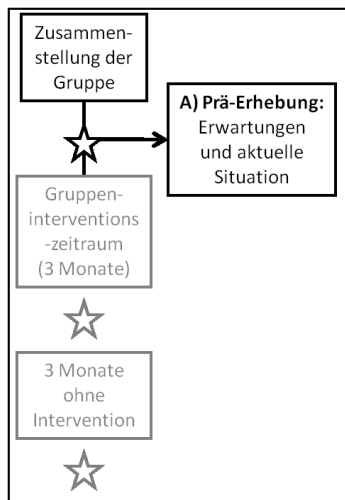 Zusammen-
stellung der
Gruppe
A) Prä-Erhebung:
Erwartungen
und aktuelle
Situation
Gruppen-
interventions
-zeitraum
(3 Monate)
3 Monate
ohne
Intervention